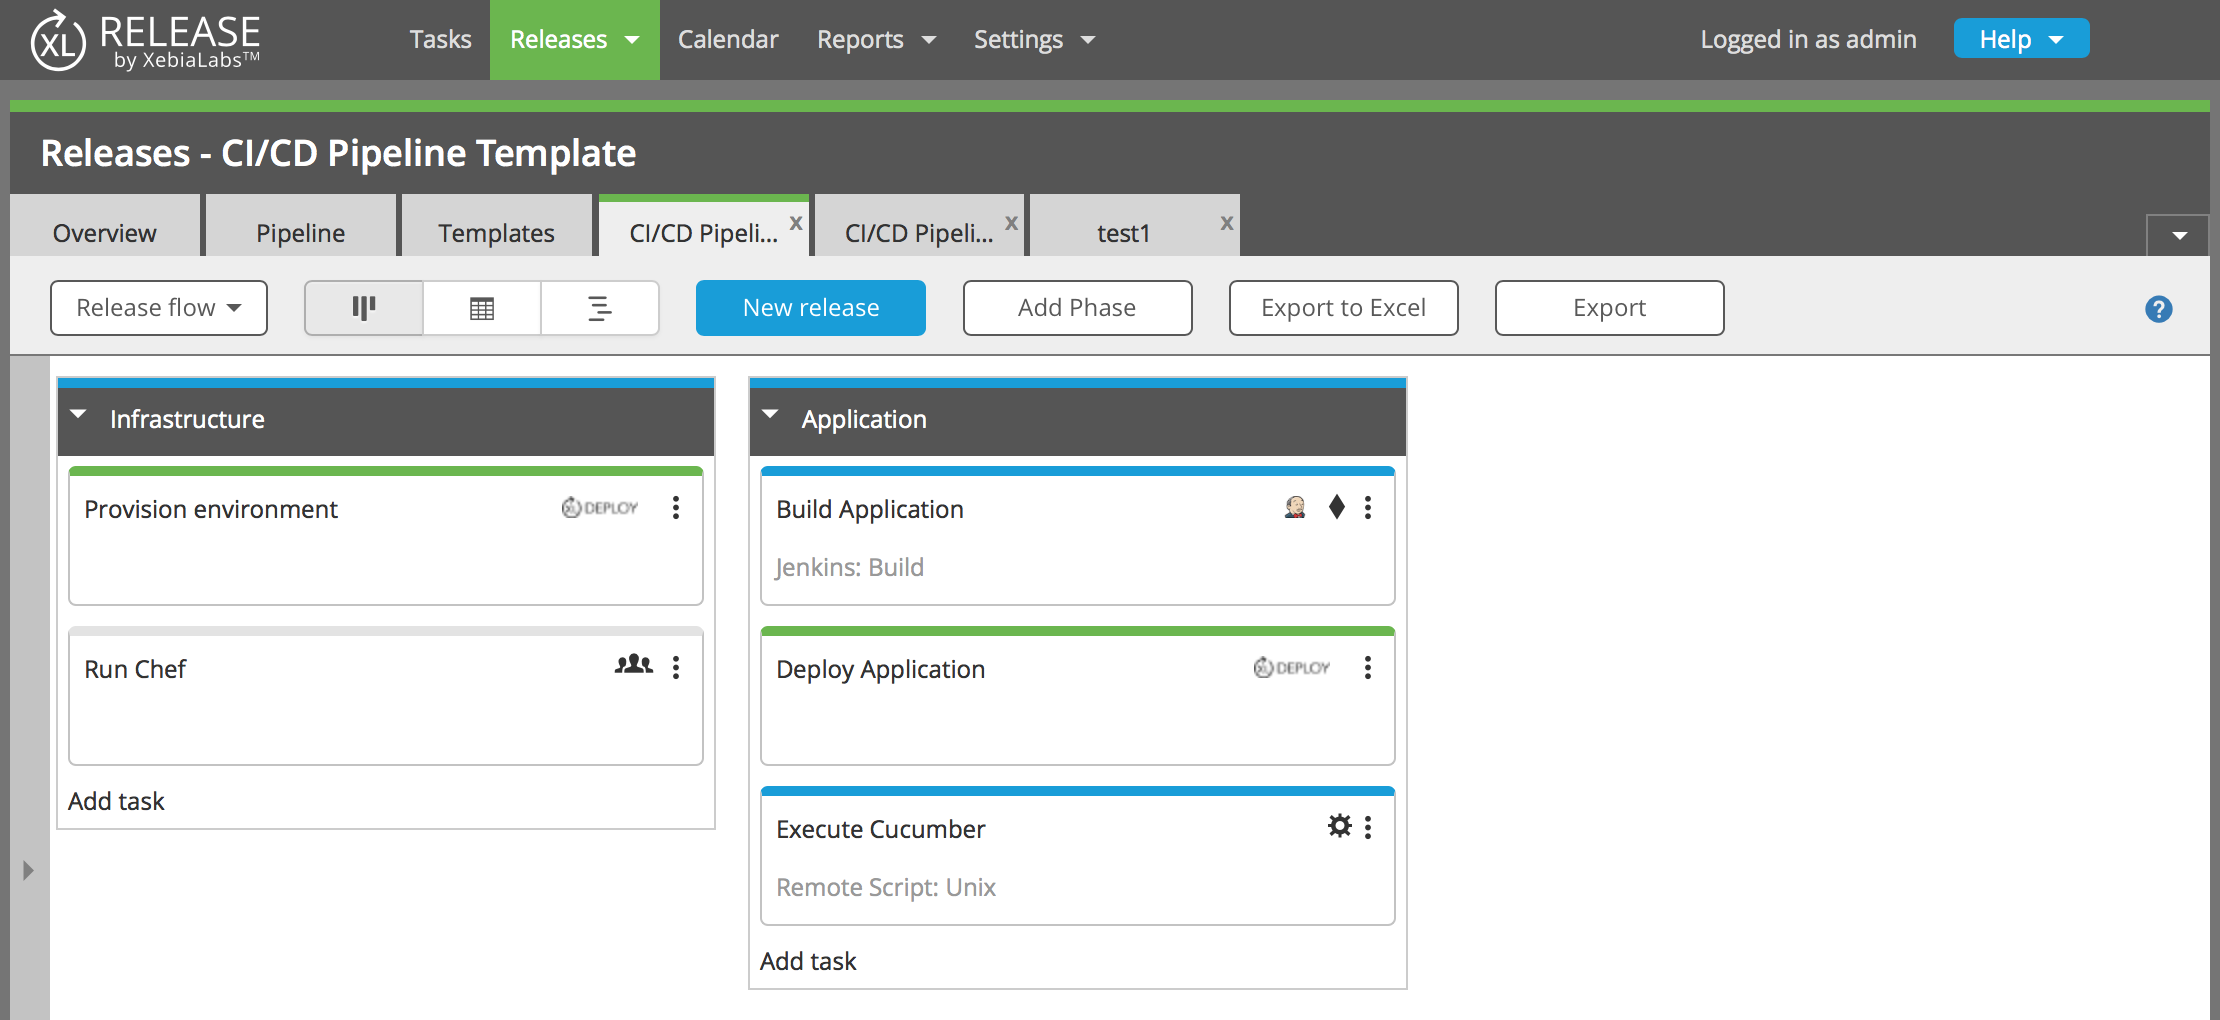 XL RELEASE
by XebiaLabs™
Tasks Releases Calendar Reports Settings Logged in as admin Help
Releases - CI/CD Pipeline Template
Overview Pipeline Templates CI/CD Pipeli... x CI/CD Pipeli... x test1 x
Release flow New release Add Phase Export to Excel Export ?
Infrastructure
Provision environment XL DEPLOY
Run Chef
Add task
Application
Build Application
Jenkins: Build
Deploy Application XL DEPLOY
Execute Cucumber
Remote Script: Unix
Add task